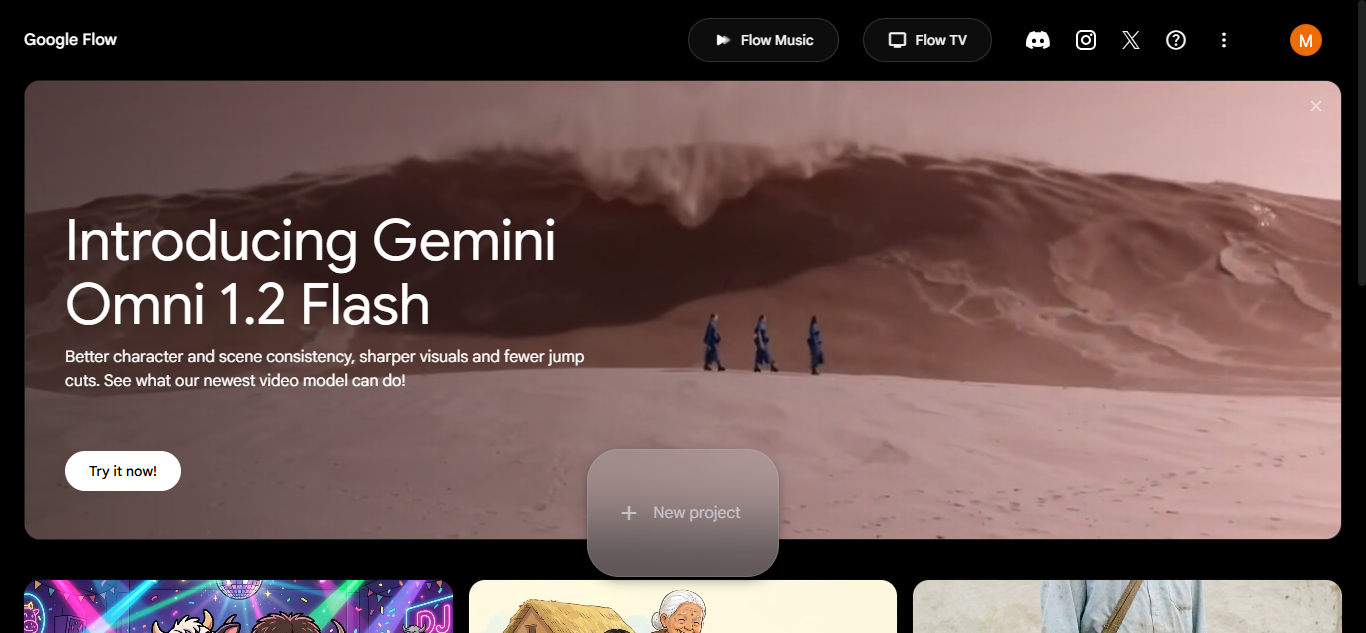 Google Flow
Flow Music
Flow TV
M
Introducing Gemini
Omni 1.2 Flash
Better character and scene consistency, sharper visuals and fewer jump
cuts. See what our newest video model can do!
Try it now!
New project
DJ